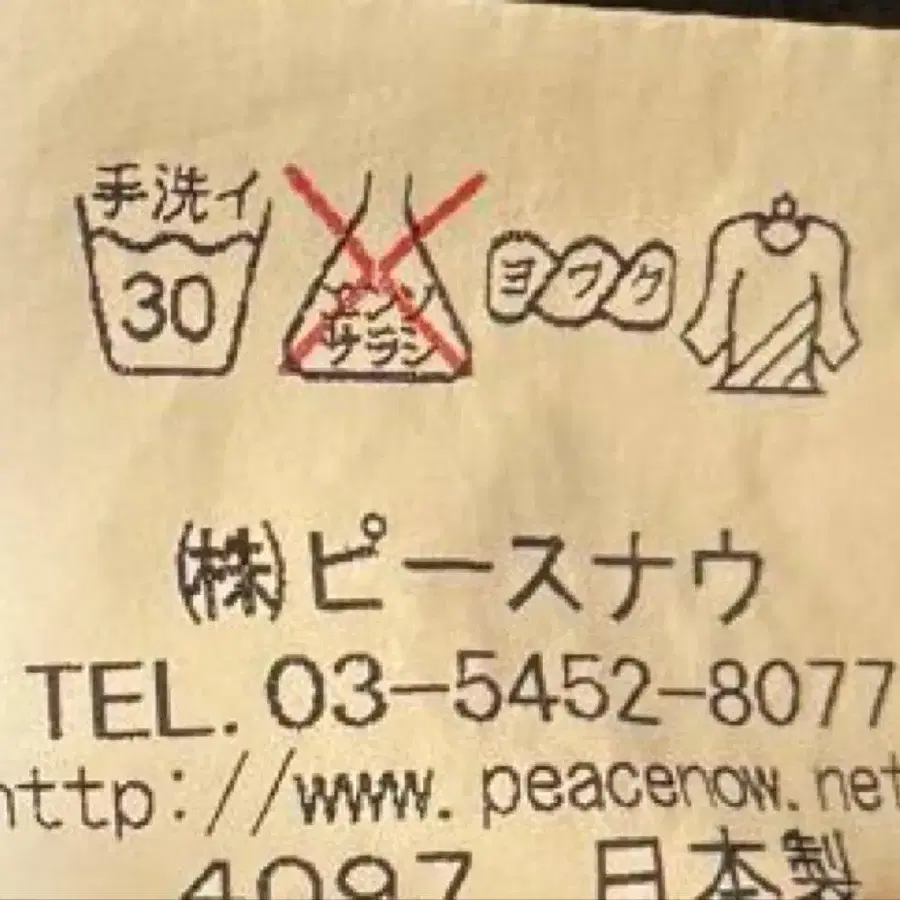 手洗イ
30
エンソ
サラシ
ヨワク
㈱ピースナウ
TEL. 03-5452-8077
http://www.peacenow.net
4097 日本製